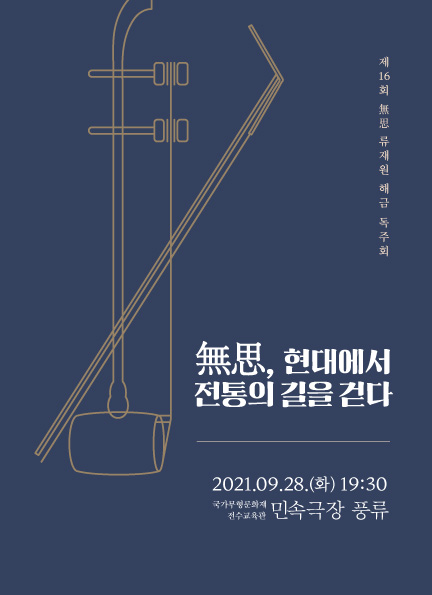 제16회 無思 류재원 해금 독주회
無思, 현대에서
전통의 길을 걷다
2021.09.28.(화) 19:30
국가무형문화재
전수교육관
민속극장 풍류